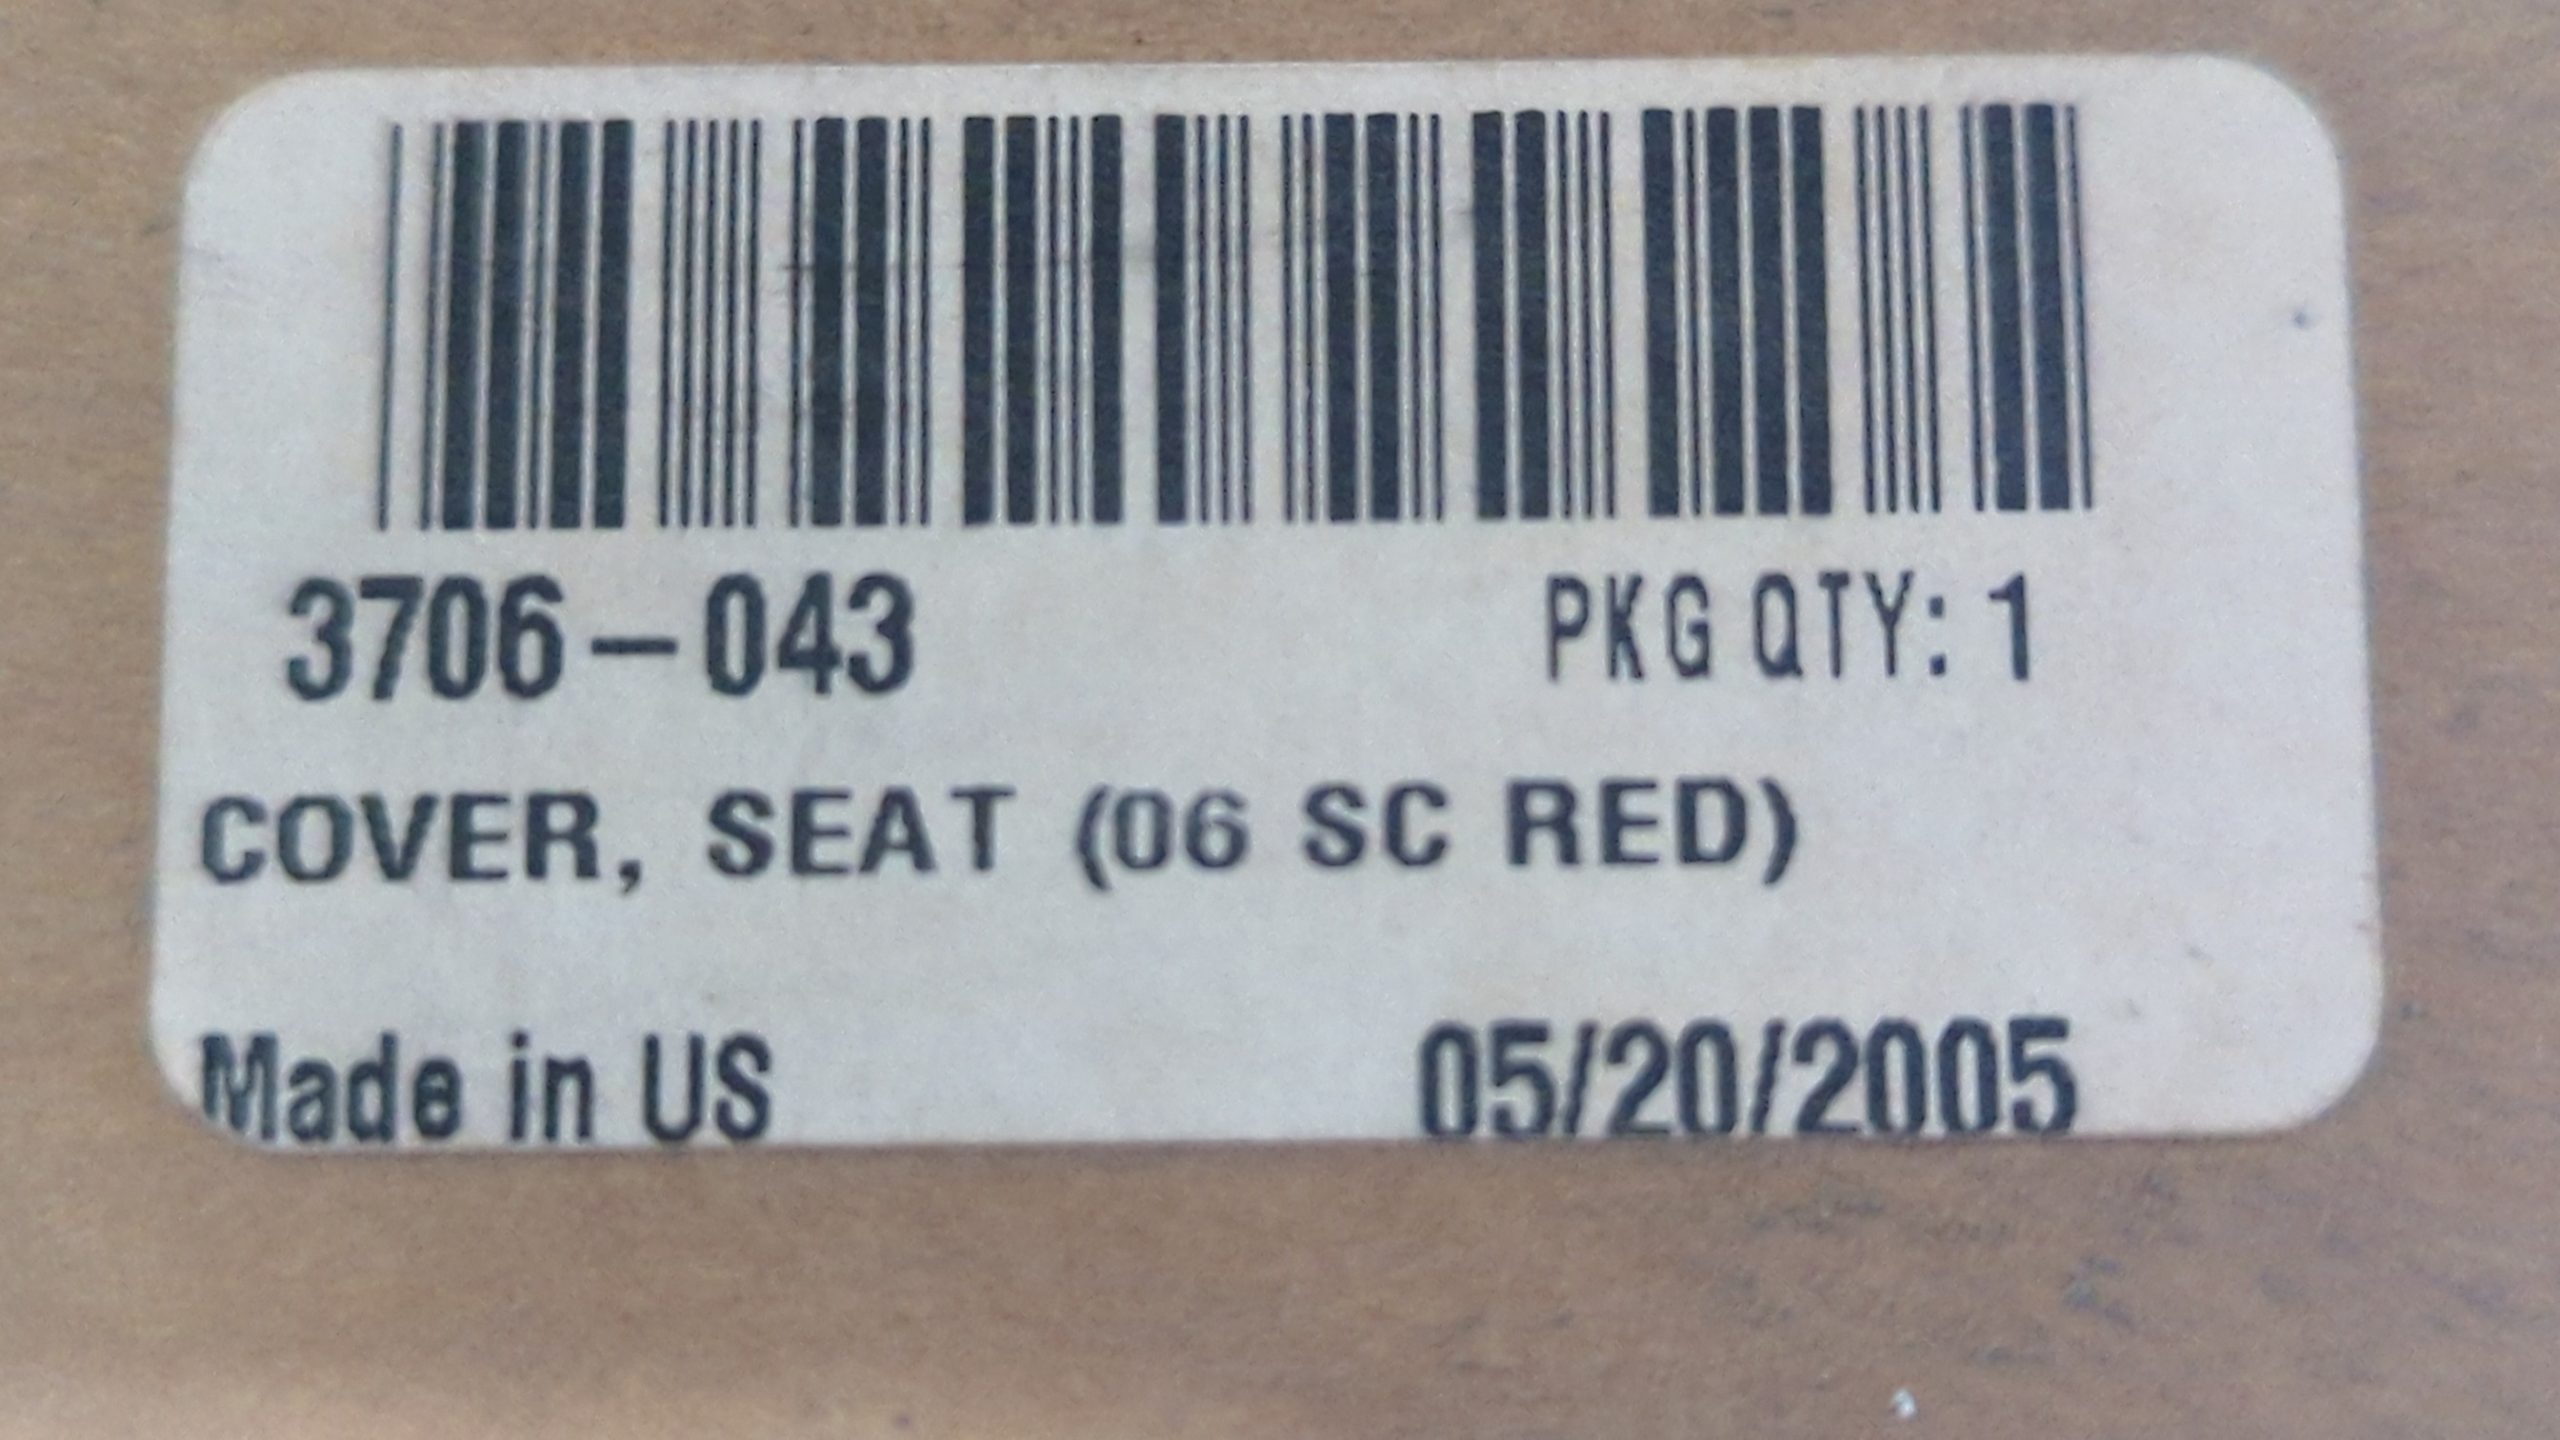 3706-043 PKG QTY: 1
COVER, SEAT (06 SC RED)
Made in US 05/20/2005